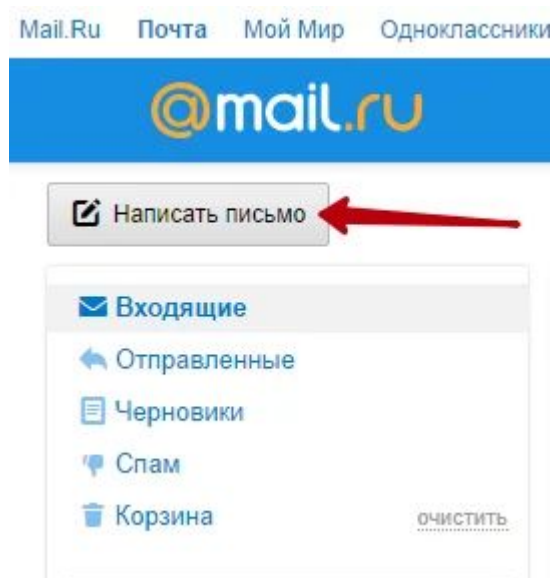 Mail.Ru Почта Мой Мир Одноклассники
@mail.ru
Написать письмо
Входящие
Отправленные
Черновики
Спам
Корзина очистить